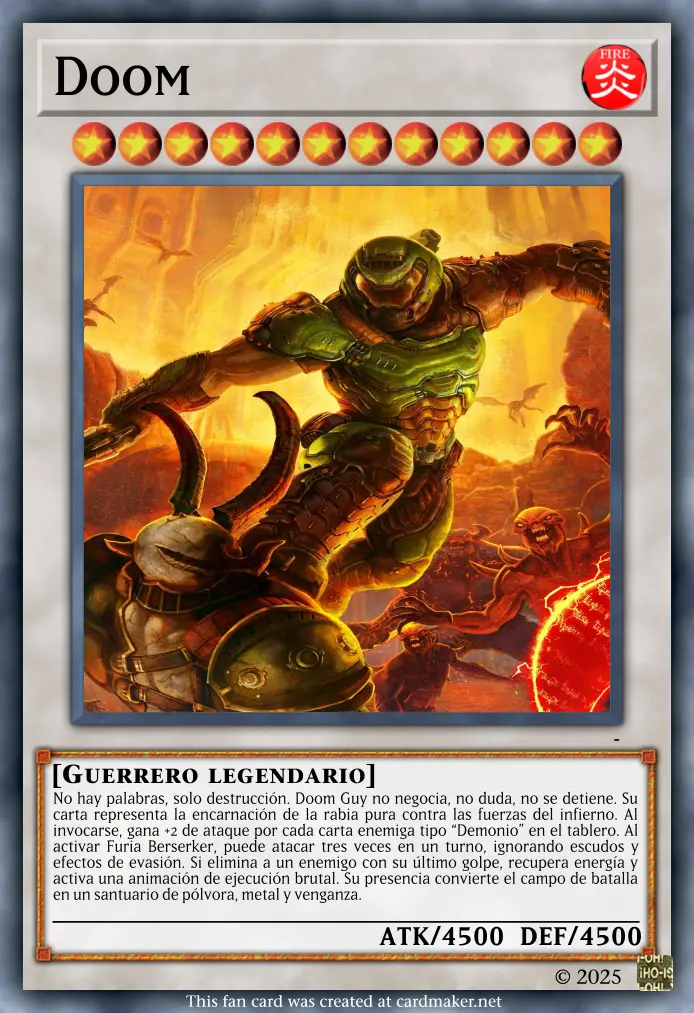 Doom
FIRE
炎
-
[Guerrero legendario]
No hay palabras, solo destrucción. Doom Guy no negocia, no duda, no se detiene. Su
carta representa la encarnación de la rabia pura contra las fuerzas del infierno. Al
invocarse, gana +2 de ataque por cada carta enemiga tipo “Demonio” en el tablero. Al
activar Furia Berserker, puede atacar tres veces en un turno, ignorando escudos y
efectos de evasión. Si elimina a un enemigo con su último golpe, recupera energía y
activa una animación de ejecución brutal. Su presencia convierte el campo de batalla
en un santuario de pólvora, metal y venganza.
ATK/4500 DEF/4500
© 2025
This fan card was created at cardmaker.net